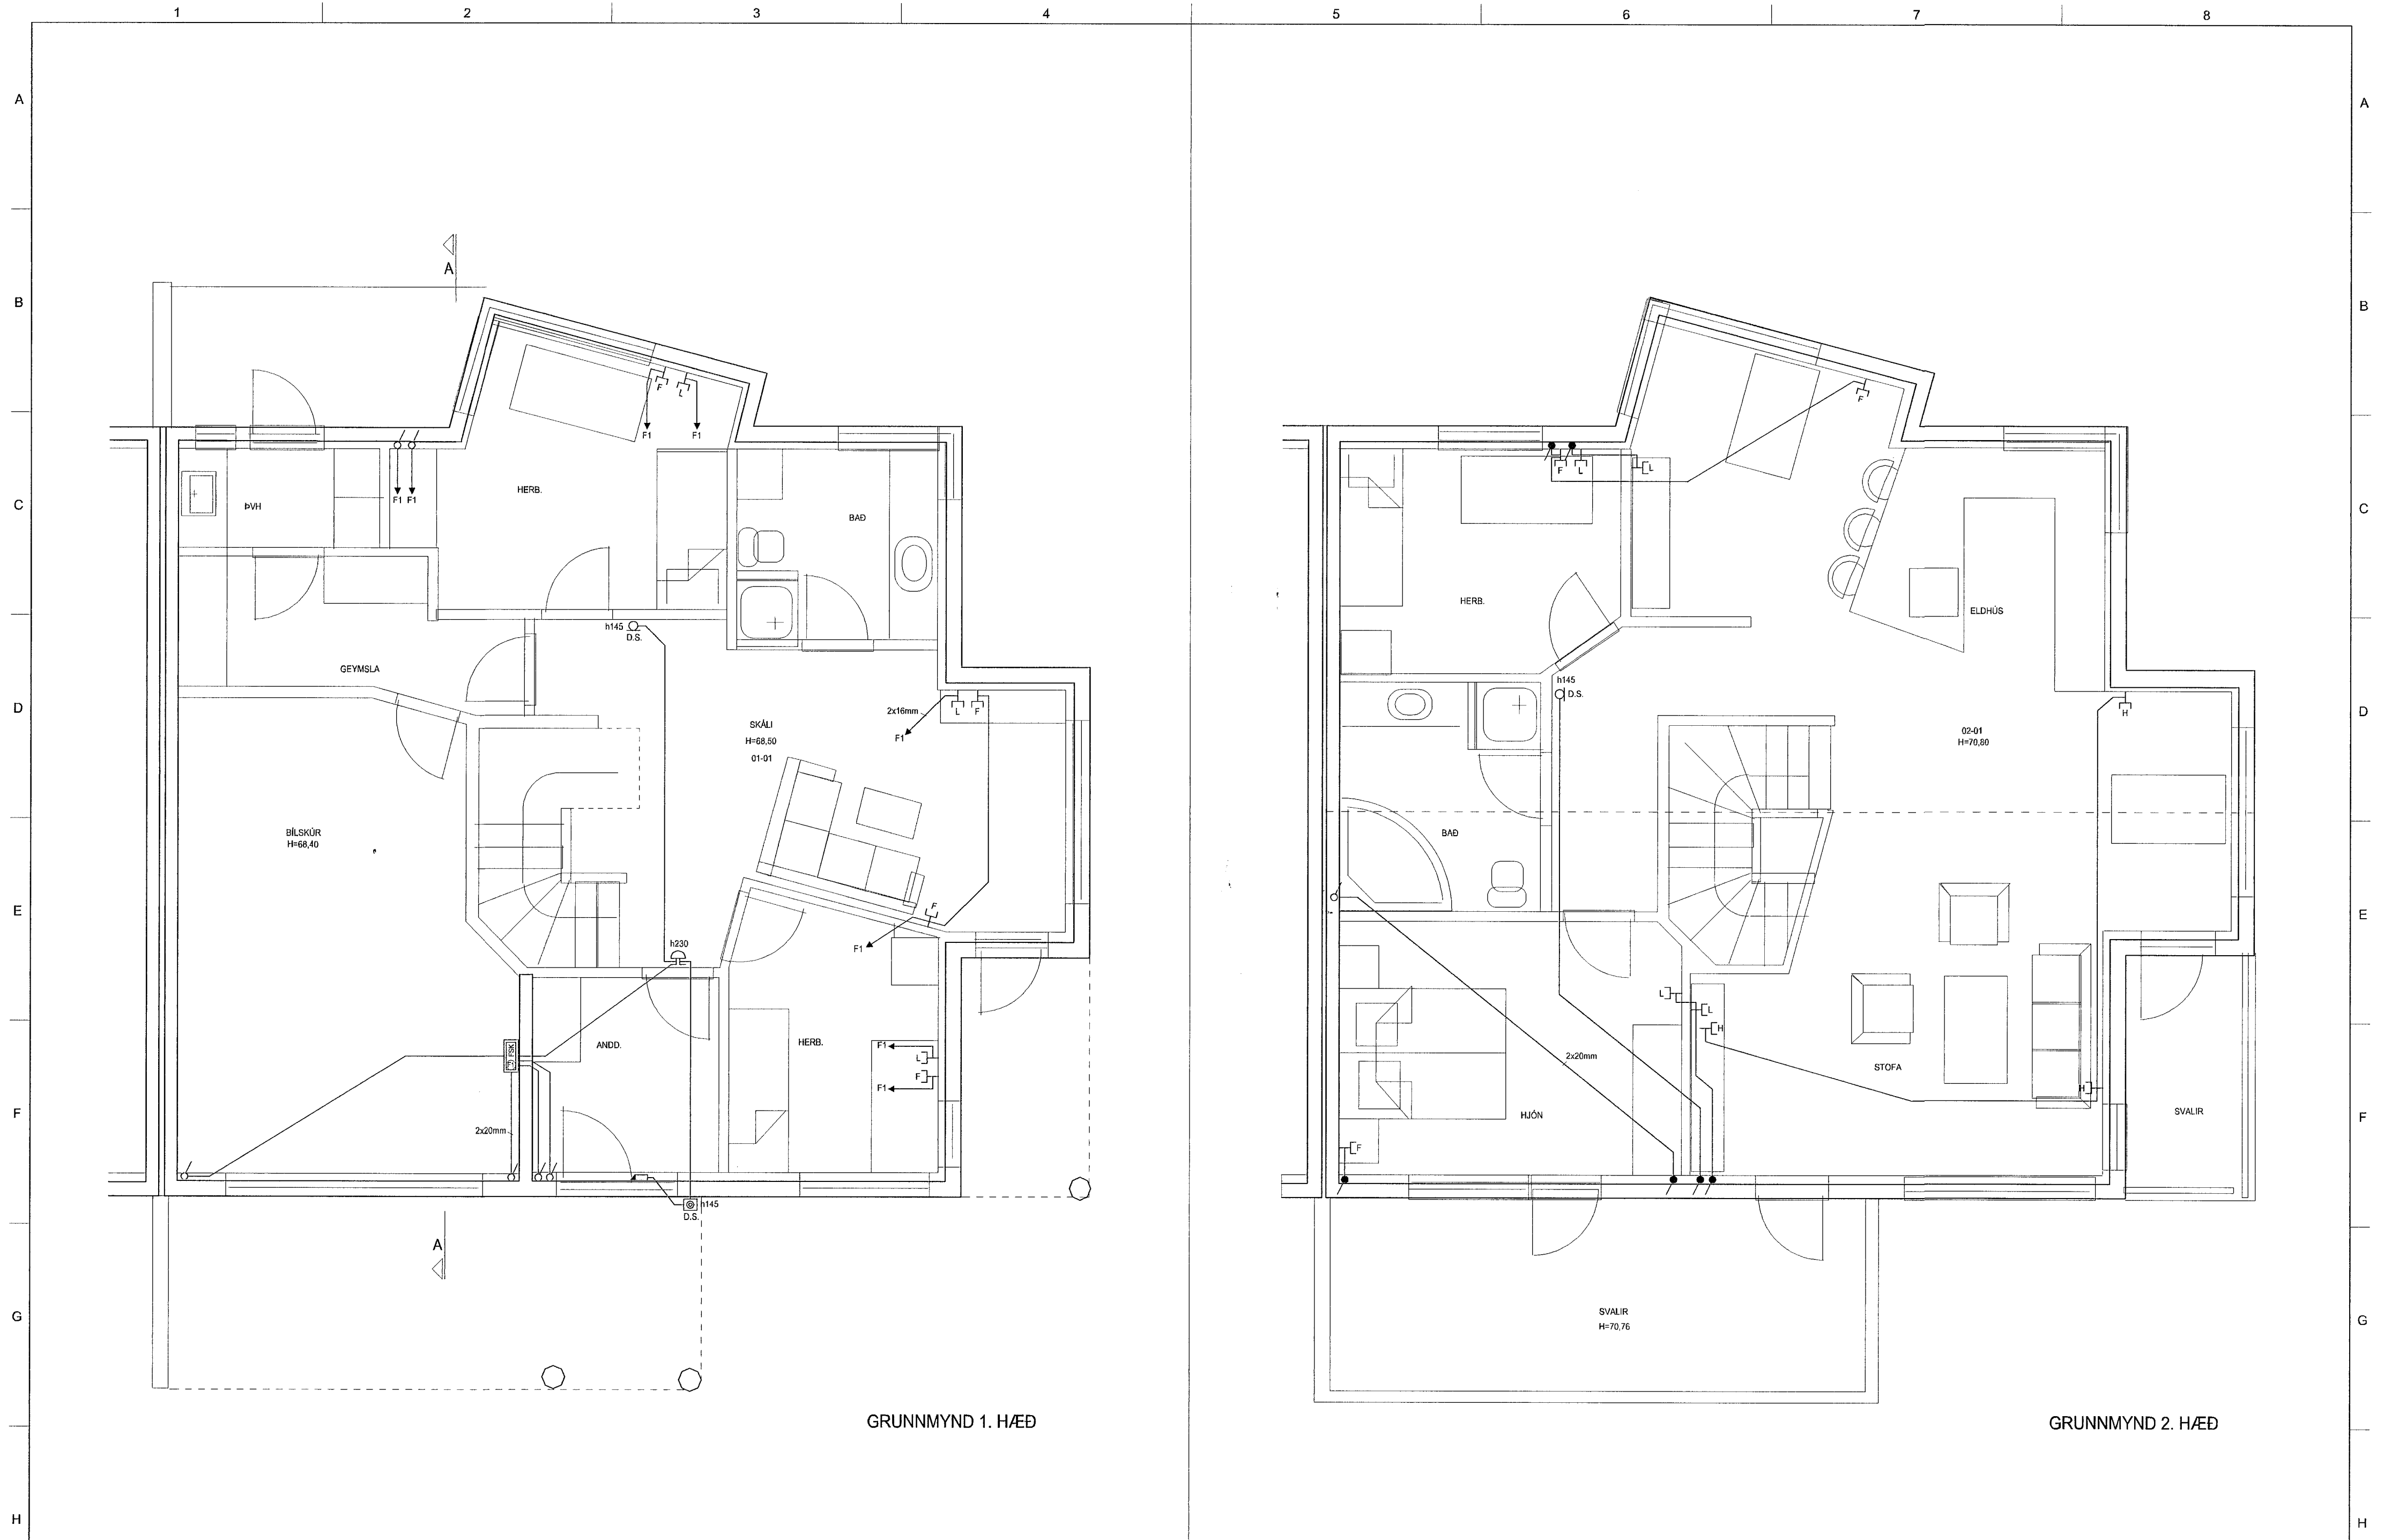 1 2 3 4 5 6 7 8
A A
B B
C C
D D
E E
F F
G G
H H
A
F L
F1 F1
F1 F1
ÞVH
HERB.
BAÐ
h145
D.S.
GEYMSLA
2x16mm
L F
F1
SKÁLI
H=68,50
01-01
BÍLSKÚR
H=68,40
F
F1
h230
FSK
ANDD.
HERB.
F1
L
F
F1
2x20mm
h145
D.S.
A
GRUNNMYND 1. HÆÐ
F
F L
L
HERB.
ELDHÚS
h145
D.S.
H
02-01
H=70,80
BAÐ
L
L
H
2x20mm
STOFA
H
HJÓN
SVALIR
F
SVALIR
H=70,76
GRUNNMYND 2. HÆÐ